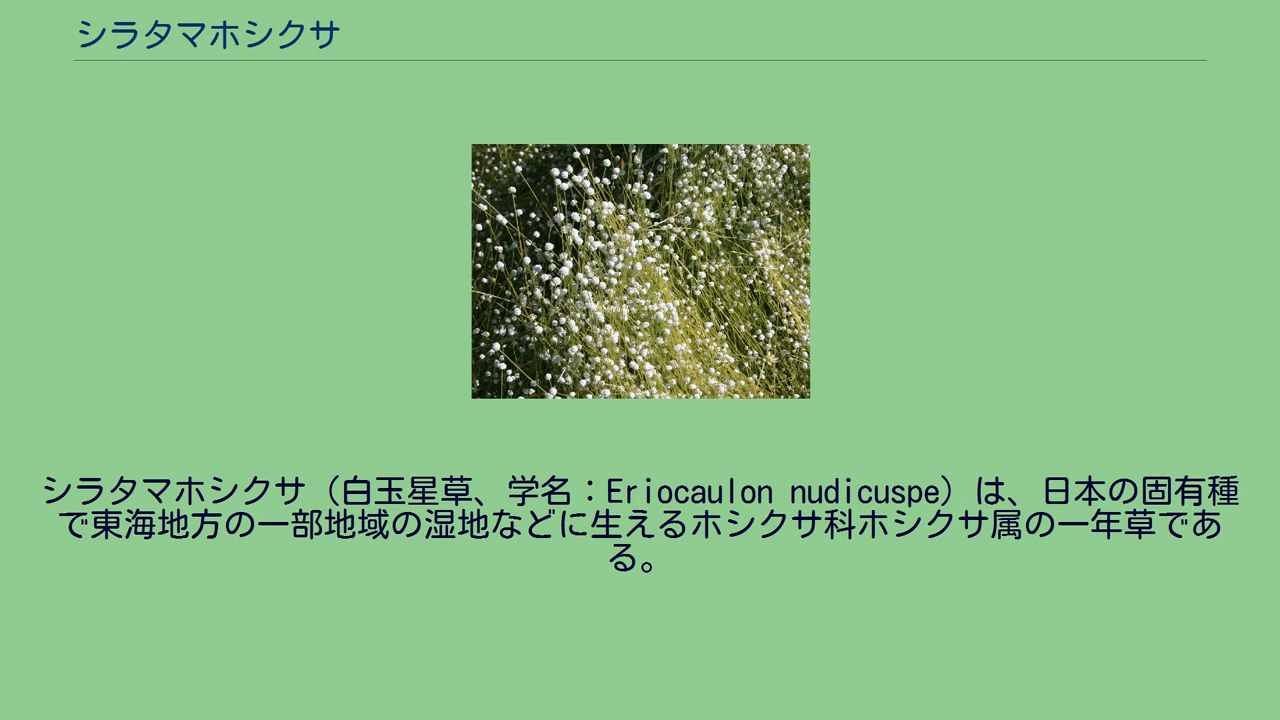 シラタマホシクサ
シラタマホシクサ（白玉星草、学名：Eriocaulon nudicuspe）は、日本の固有種
で東海地方の一部地域の湿地などに生えるホシクサ科ホシクサ属の一年草であ
る。